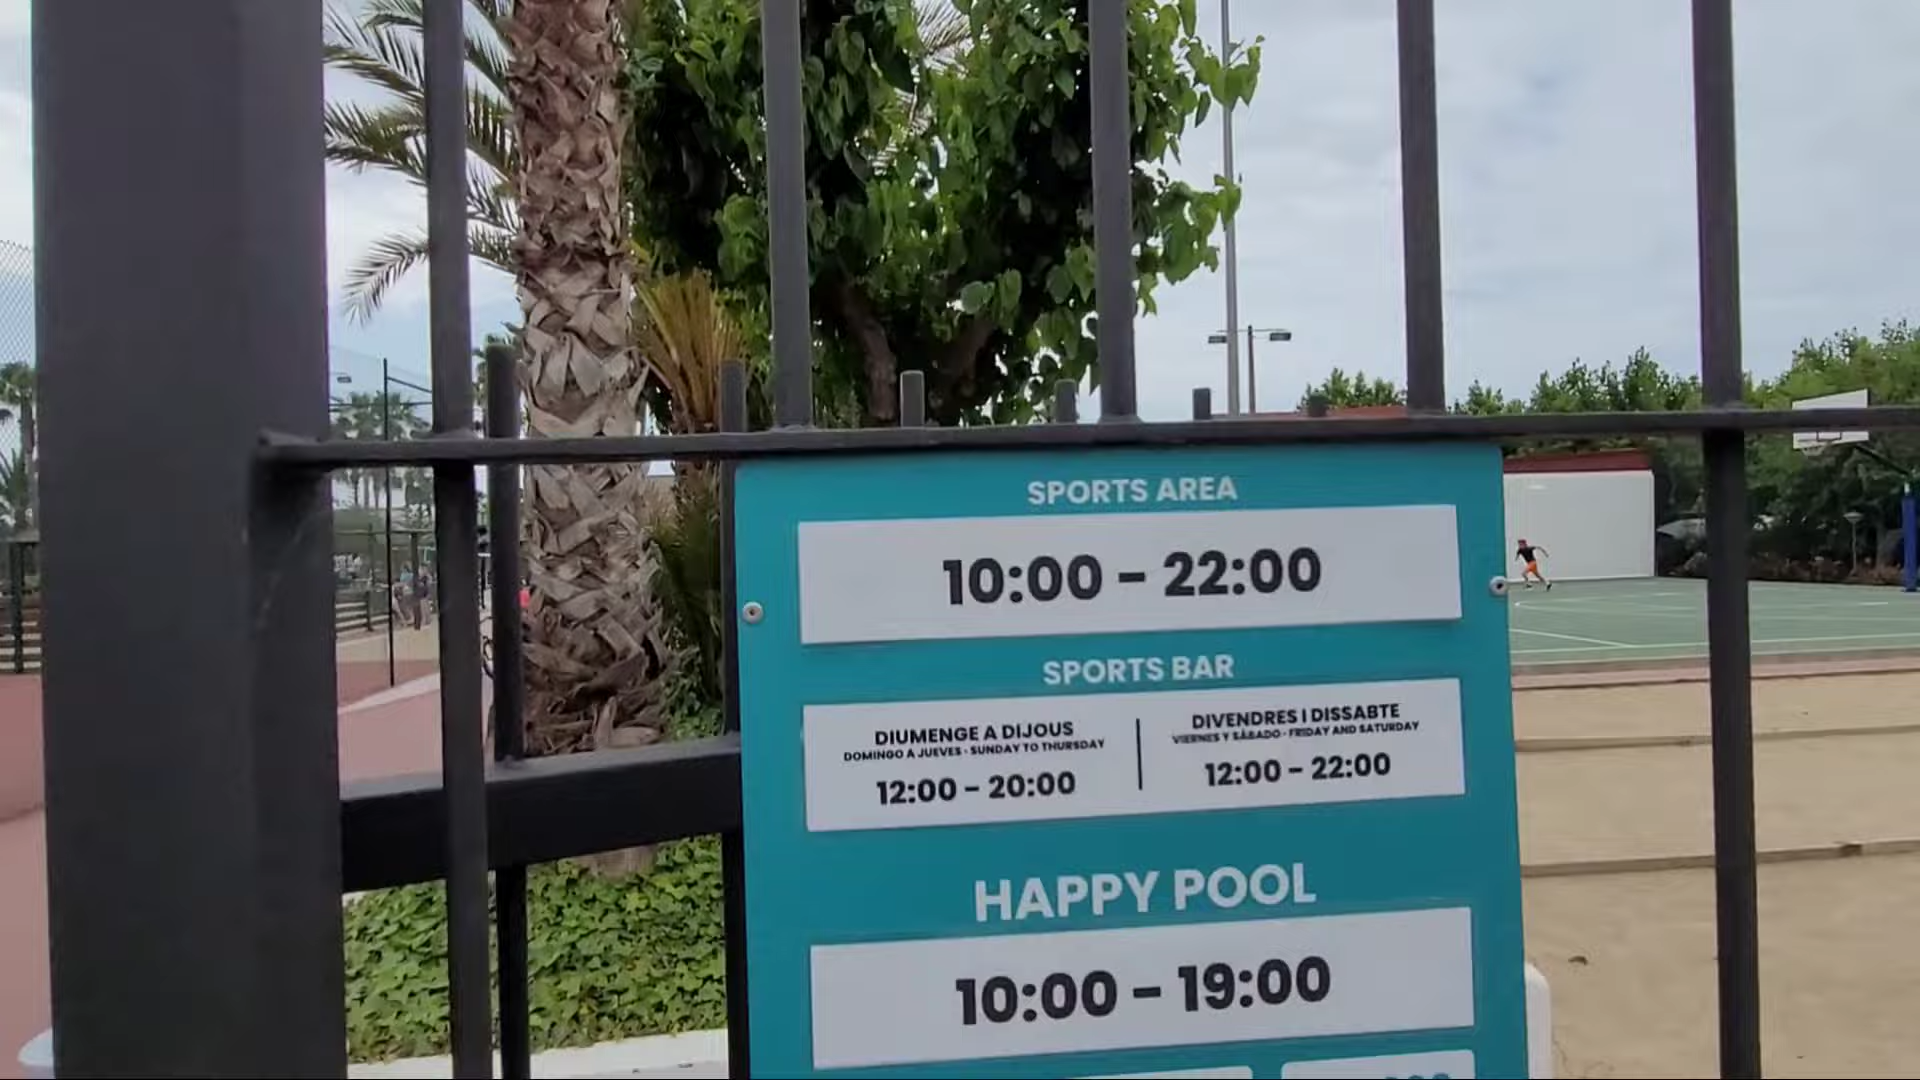 SPORTS AREA
10:00 - 22:00
SPORTS BAR
DIUMENGE A DIJOUS
DOMINGO A JUEVES · SUNDAY TO THURSDAY
12:00 - 20:00
DIVENDRES I DISSABTE
VIERNES Y SÁBADO · FRIDAY AND SATURDAY
12:00 - 22:00
HAPPY POOL
10:00 - 19:00